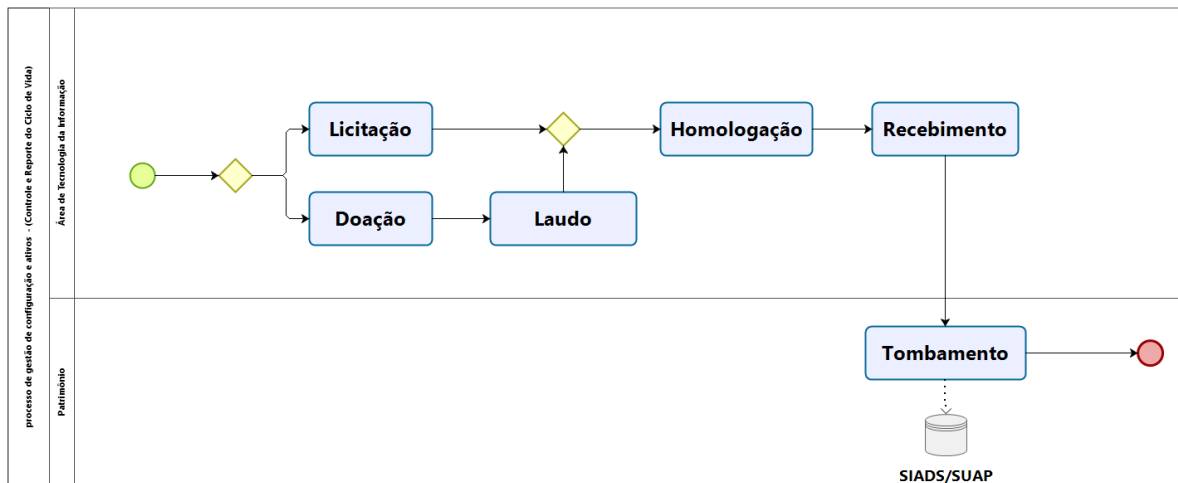 processo de gestão de configuração e ativos - (Controle e Reporte do Ciclo de Vida)
Área de Tecnologia da Informação
Licitação
Homologação
Recebimento
Doação
Laudo
Patrimônio
Tombamento
SIADS/SUAP